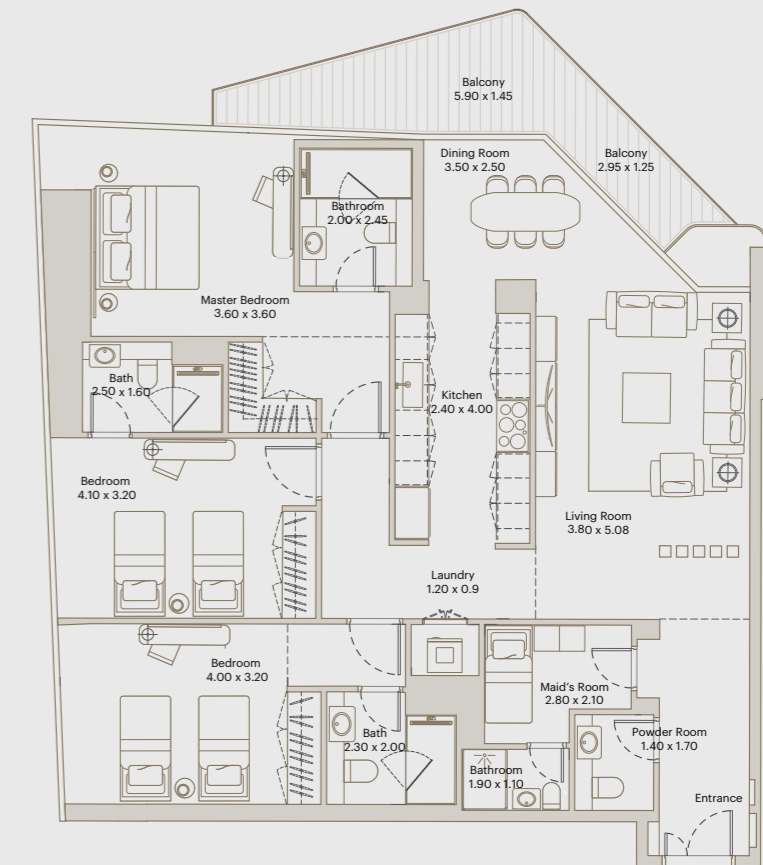 Balcony
5.90 x 1.45
Dining Room
3.50 x 2.50
Balcony
2.95 x 1.25
Bathroom
2.00 x 2.45
Master Bedroom
3.60 x 3.60
Bath
2.50 x 1.60
Kitchen
2.40 x 4.00
Bedroom
4.10 x 3.20
Living Room
3.80 x 5.08
Laundry
1.20 x 0.9
Bedroom
4.00 x 3.20
Maid's Room
2.80 x 2.10
Bath
2.30 x 2.00
Powder Room
1.40 x 1.70
Bathroom
1.90 x 1.10
Entrance